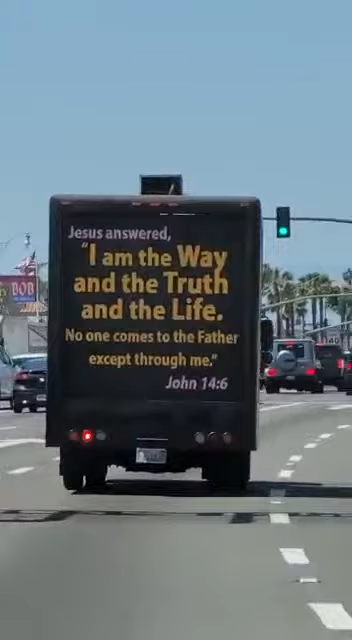 Jesus answered,
"I am the Way
and the Truth
and the Life.
No one comes to the Father
except through me."
John 14:6
BOB